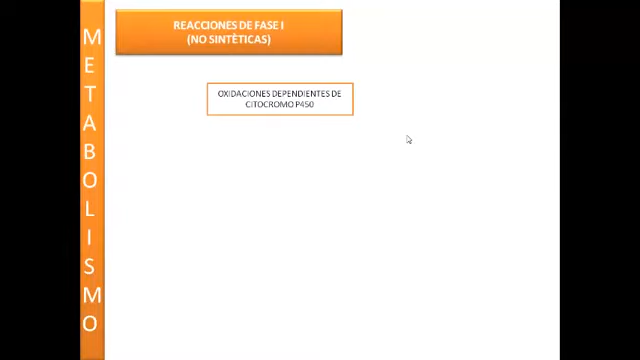 METABOLISMO
REACCIONES DE FASE I
(NO SINTÉTICAS)
OXIDACIONES DEPENDIENTES DE
CITOCROMO P450